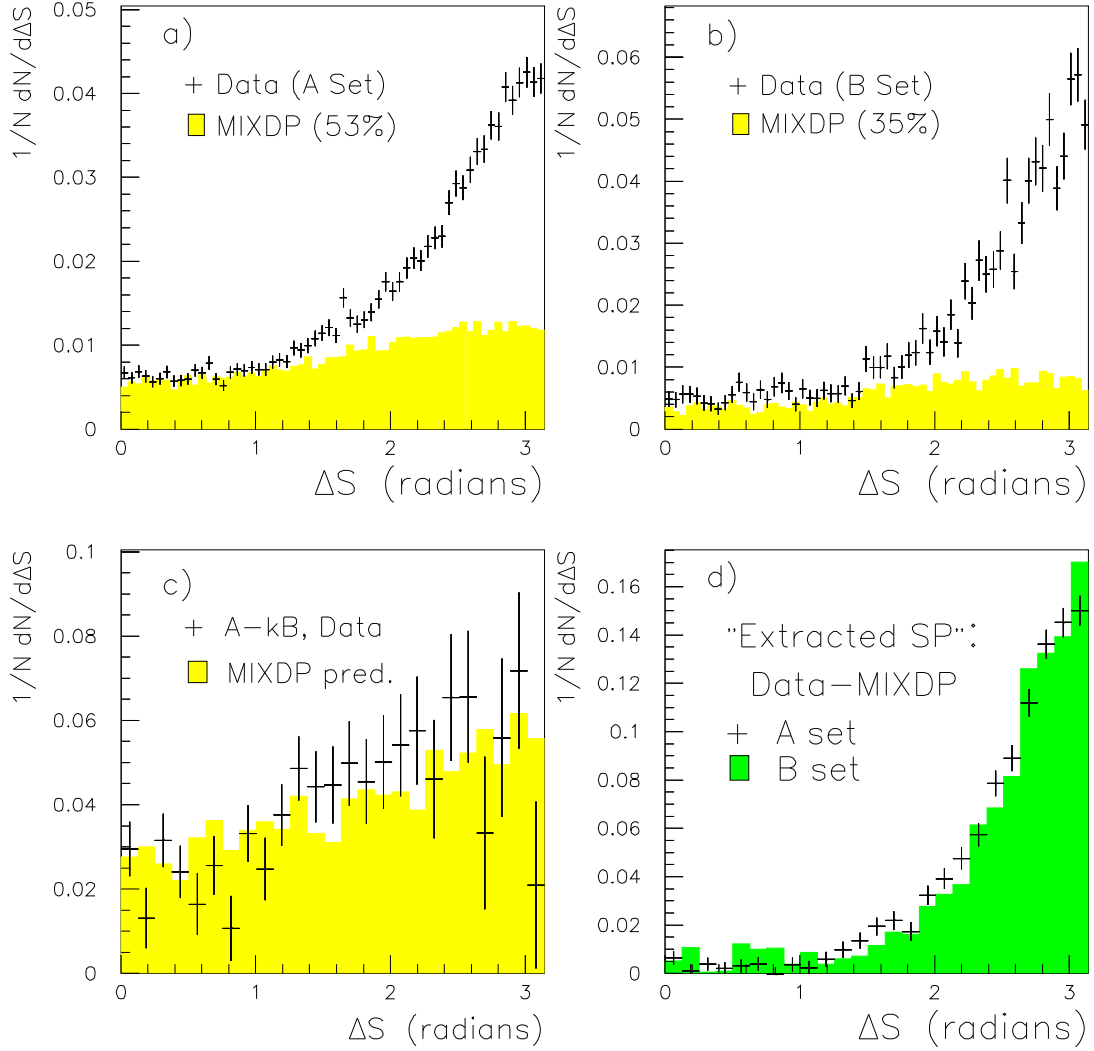 a)
1/N dN/dΔS
Data (A Set)
MIXDP (53%)
0.05
0.04
0.03
0.02
0.01
0
0 1 2 3
ΔS (radians)
b)
1/N dN/dΔS
Data (B Set)
MIXDP (35%)
0.06
0.05
0.04
0.03
0.02
0.01
0
0 1 2 3
ΔS (radians)
c)
1/N dN/dΔS
A−kB, Data
MIXDP pred.
0.1
0.08
0.06
0.04
0.02
0
0 1 2 3
ΔS (radians)
d)
1/N dN/dΔS
"Extracted SP":
Data−MIXDP
A set
B set
0.16
0.14
0.12
0.1
0.08
0.06
0.04
0.02
0
0 1 2 3
ΔS (radians)